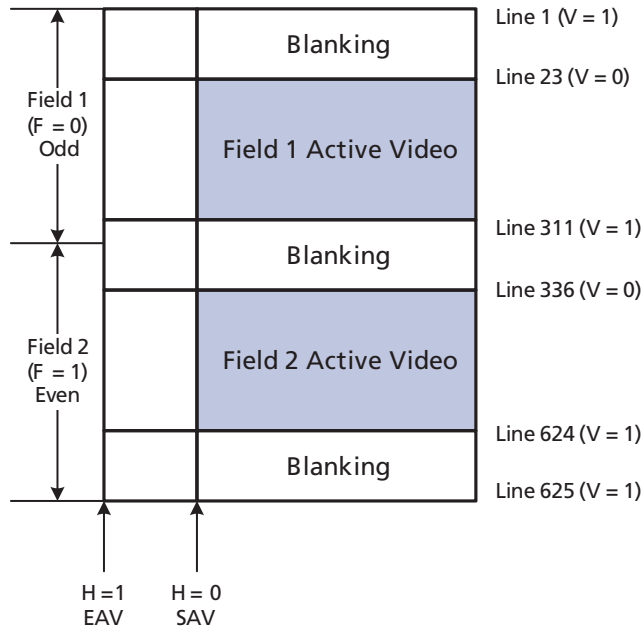 Line 1 (V = 1)
Blanking
Line 23 (V = 0)
Field 1
(F = 0)
Odd
Field 1 Active Video
Line 311 (V = 1)
Blanking
Line 336 (V = 0)
Field 2
(F = 1)
Even
Field 2 Active Video
Line 624 (V = 1)
Blanking
Line 625 (V = 1)
H = 1
EAV
H = 0
SAV